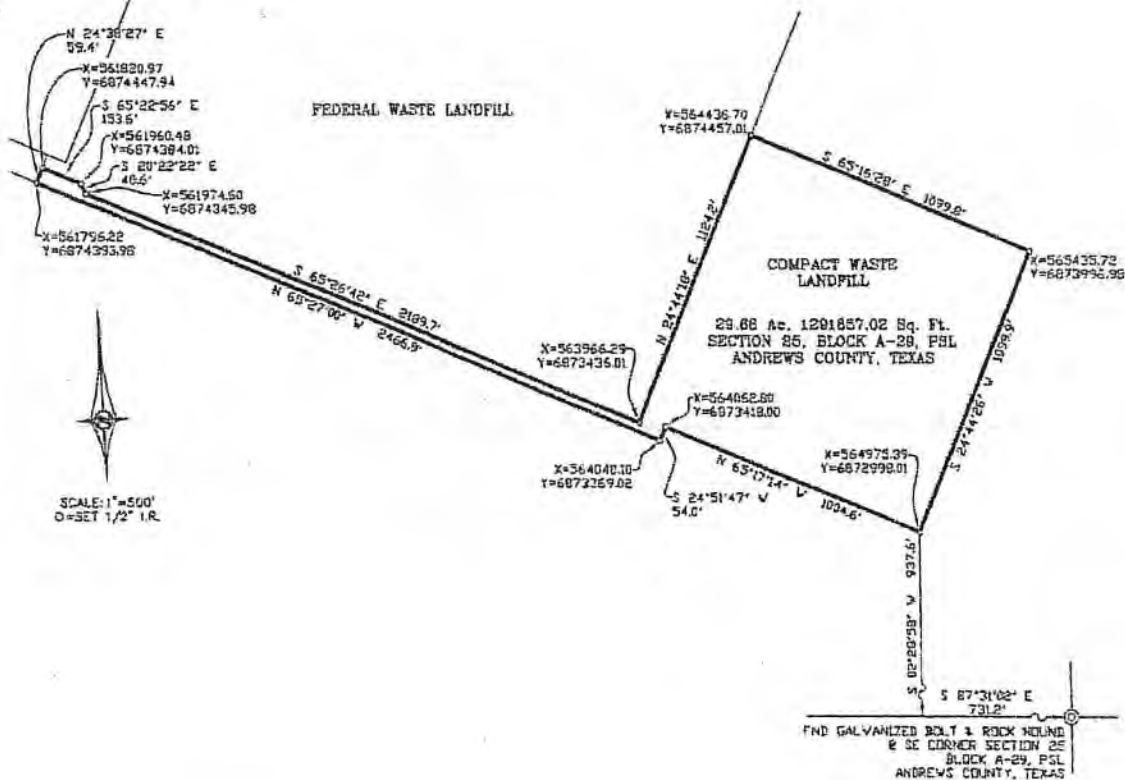 N 24°38'27" E
59.4'
X=561820.97
Y=6874447.94
S 65°22'56" E
153.6'
X=561960.48
Y=6874384.01
S 20°22'22" E
40.6'
X=561974.60
Y=6874345.98
X=561796.22
Y=6874393.98
FEDERAL WASTE LANDFILL
X=564436.70
Y=6874457.01
S 65°16'28" E 1099.8'
X=565435.72
Y=6873996.98
N 24°44'18" E 1124.2'
COMPACT WASTE
LANDFILL
29.66 Ac, 1291857.02 Sq. Ft.
SECTION 25, BLOCK A-29, PSL
ANDREWS COUNTY, TEXAS
S 24°44'26" W 1099.9'
S 65°26'42" E 2189.7'
N 65°27'00" W 2466.9'
X=563966.29
Y=6873436.01
X=564062.80
Y=6873418.00
X=564040.10
Y=6873369.02
S 24°51'47" W
54.0'
N 65°17'14" W 1004.6'
X=564975.39
Y=6872998.01
SCALE: 1"=500'
O=SET 1/2" I.R.
S 02°28'58" W 937.6'
S 87°31'02" E
731.2'
FND GALVANIZED BOLT & ROCK MOUND
@ SE CORNER SECTION 25
BLOCK A-29, PSL
ANDREWS COUNTY, TEXAS